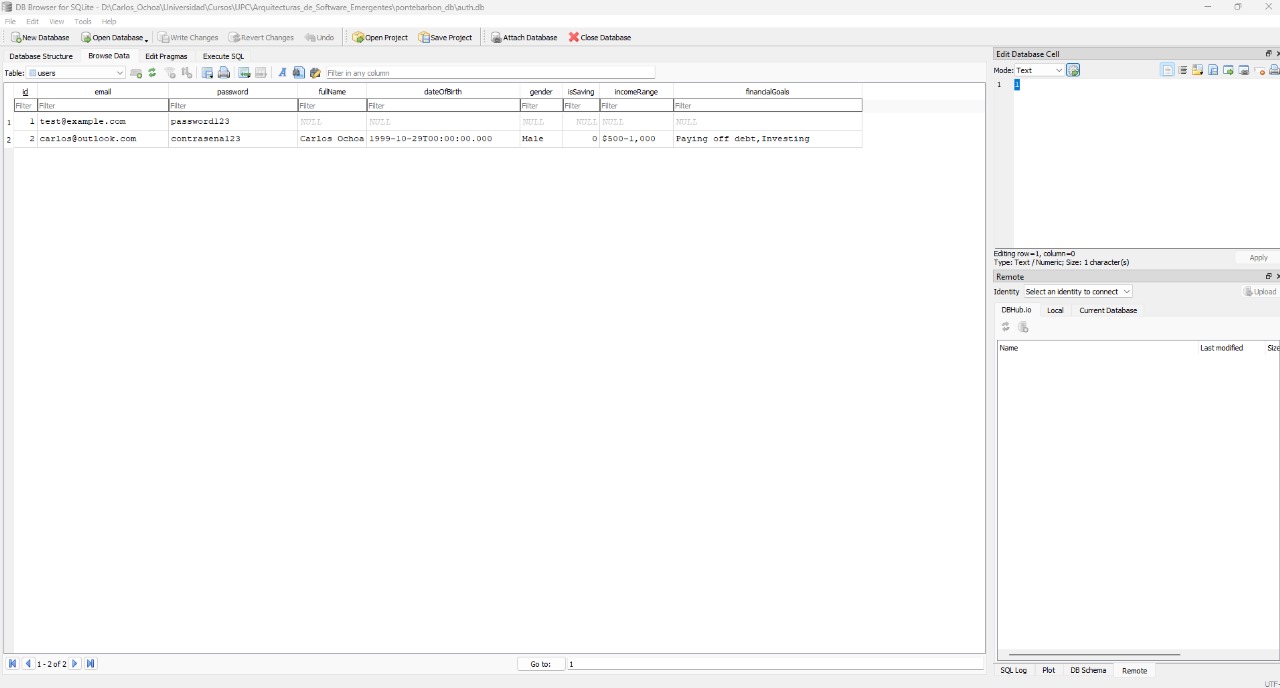 DB Browser for SQLite - D:\Carlos_Ochoa\Universidad\Cursos\UPC\Arquitecturas_de_Software_Emergentes\pontebarbon_db\auth.db
File Edit View Tools Help
New Database Open Database Write Changes Revert Changes Undo Open Project Save Project Attach Database Close Database
Database Structure Browse Data Edit Pragmas Execute SQL
Table: users Filter in any column
id email password fullName dateOfBirth gender isSaving incomeRange financialGoals
Filter Filter Filter Filter Filter Filter Filter Filter Filter
1 1 test@example.com password123 NULL NULL NULL NULL NULL NULL
2 2 carlos@outlook.com contrasena123 Carlos Ochoa 1999-10-29T00:00:00.000 Male 0 $500-1,000 Paying off debt,Investing
1 - 2 of 2 Go to: 1
Edit Database Cell
Mode: Text
1 1
Editing row=1, column=0
Type: Text / Numeric; Size: 1 character(s)
Apply
Remote
Identity Select an identity to connect Upload
DBHub.io Local Current Database
Name Last modified Size
SQL Log Plot DB Schema Remote
UTF-